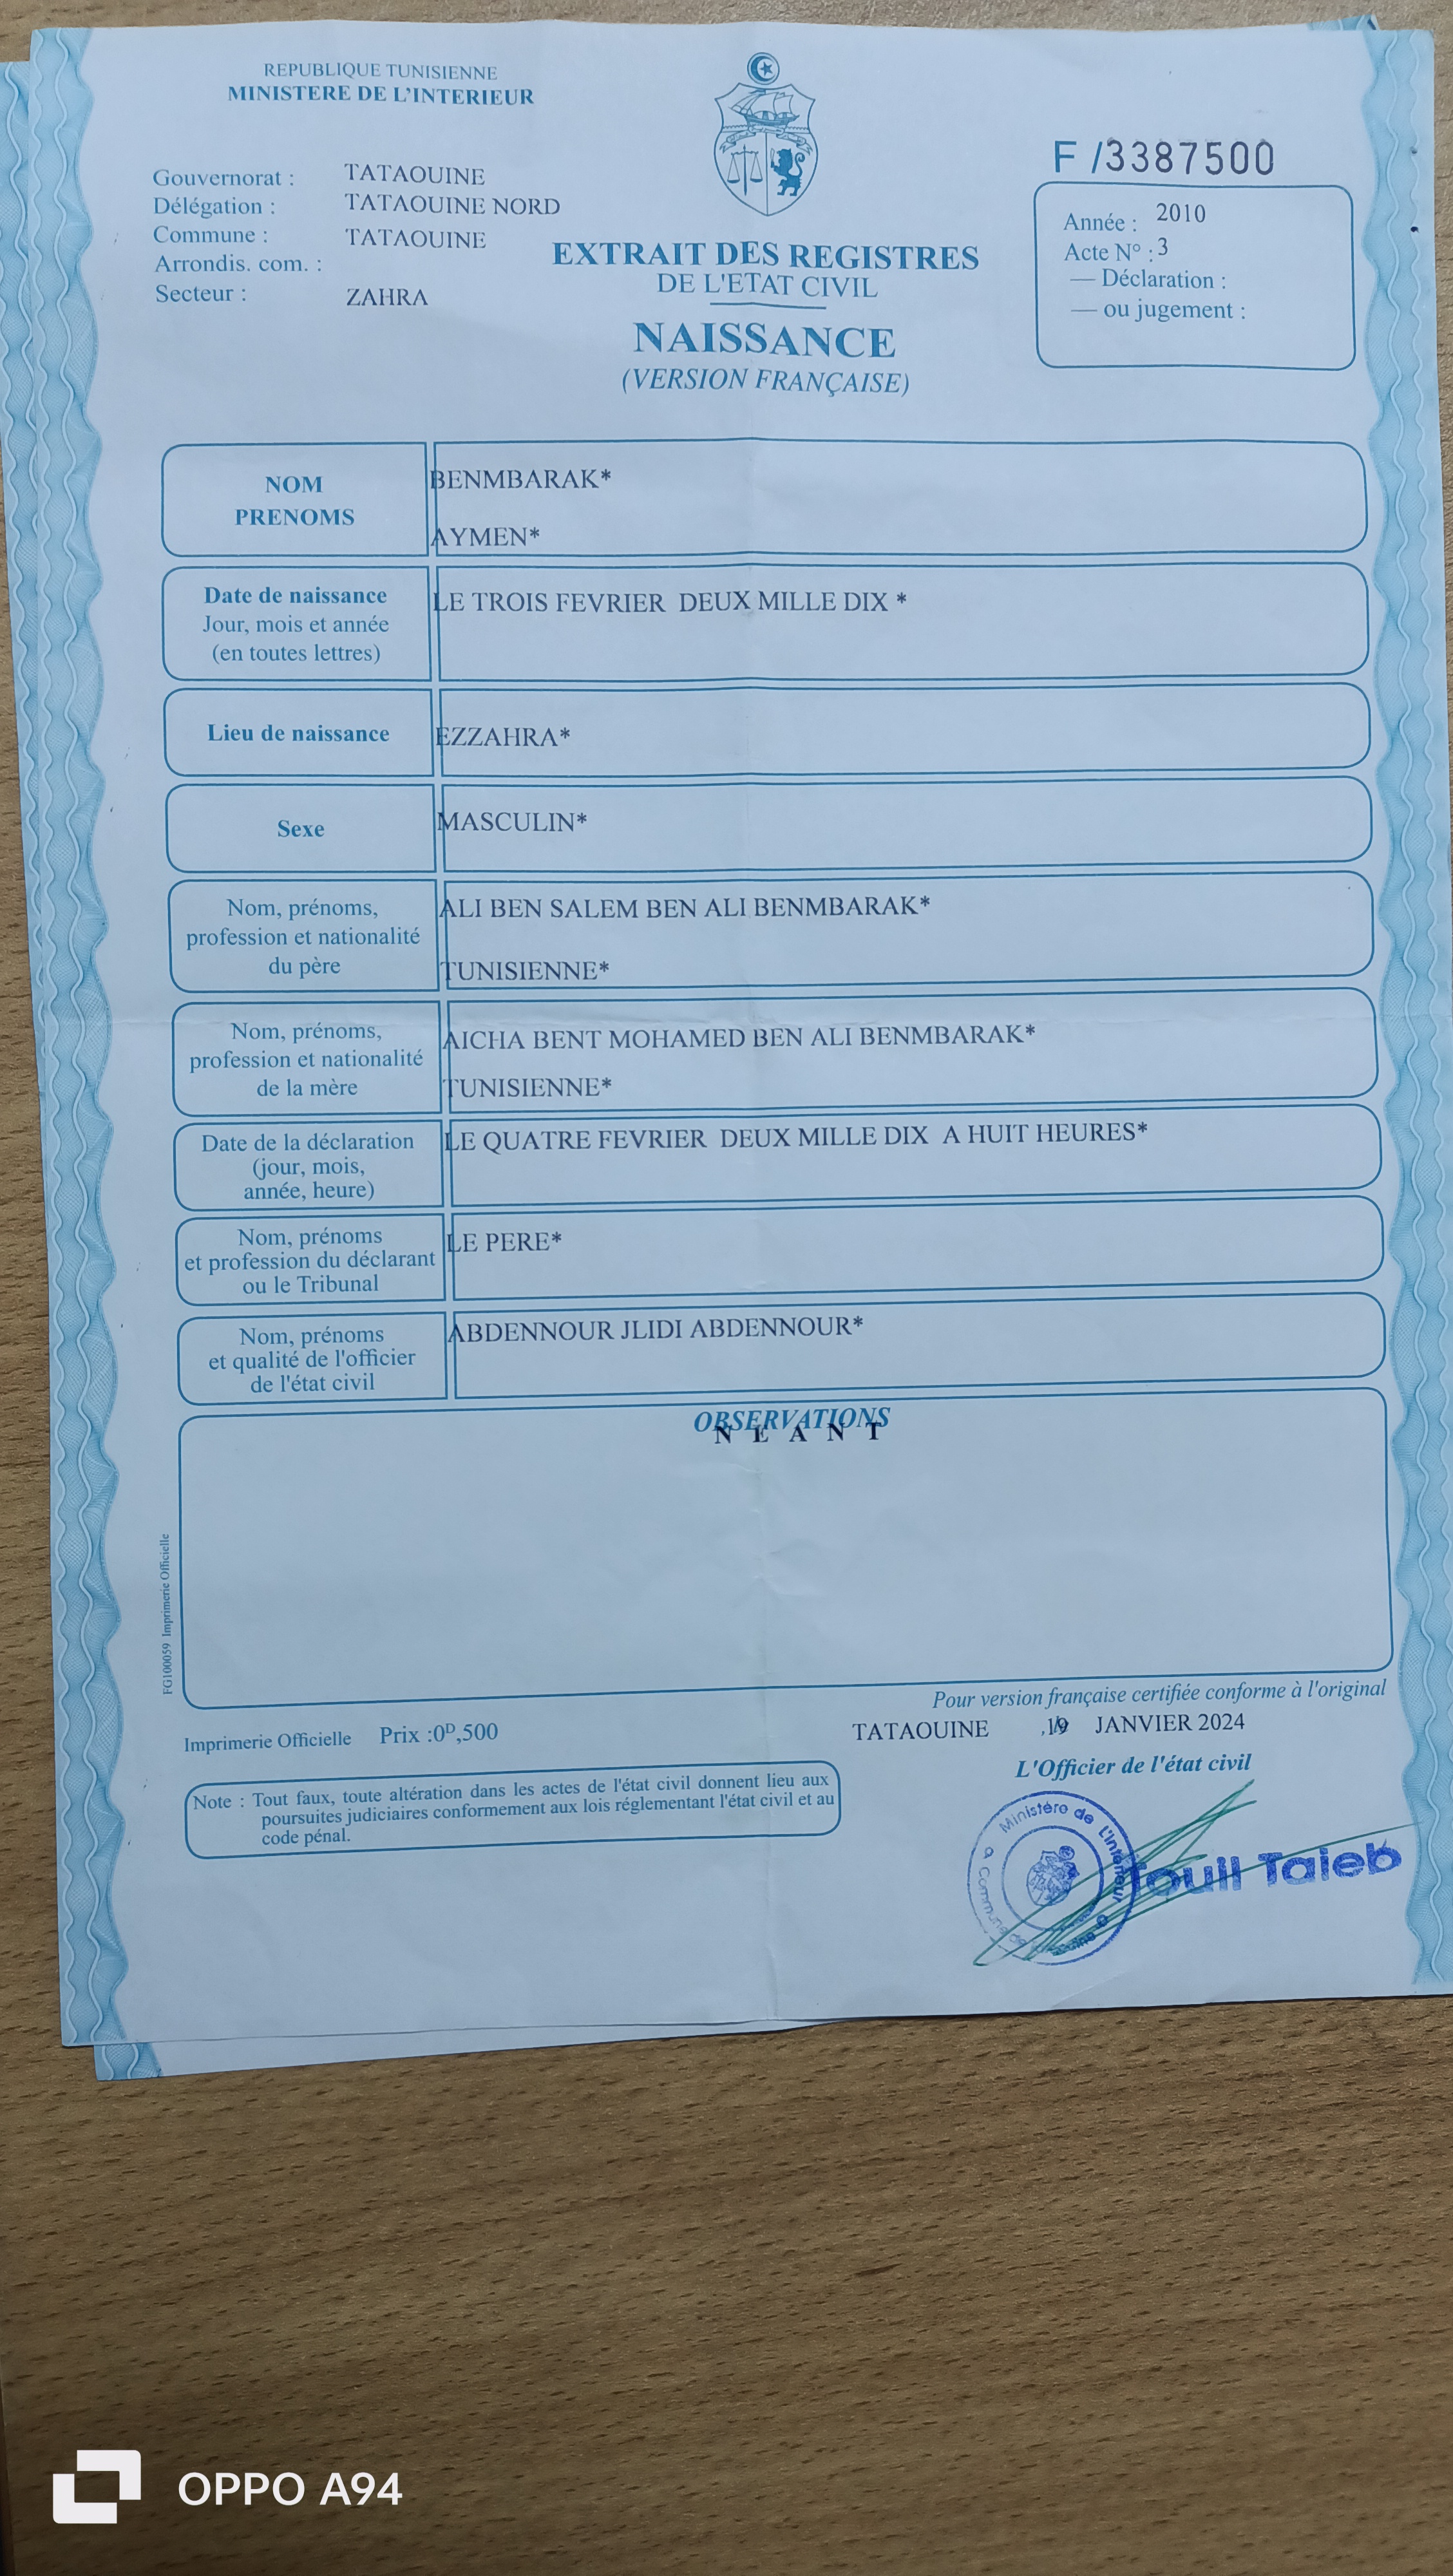 REPUBLIQUE TUNISIENNE
MINISTERE DE L'INTERIEUR
Gouvernorat : TATAOUINE
Délégation : TATAOUINE NORD
Commune : TATAOUINE
Arrondis. com. :
Secteur : ZAHRA
EXTRAIT DES REGISTRES
DE L'ETAT CIVIL
NAISSANCE
(VERSION FRANÇAISE)
F /3387500
Année : 2010
Acte N° : 3
— Déclaration :
— ou jugement :
NOM
PRENOMS
BENMBARAK*
AYMEN*
Date de naissance
Jour, mois et année
(en toutes lettres)
LE TROIS FEVRIER DEUX MILLE DIX *
Lieu de naissance
EZZAHRA*
Sexe
MASCULIN*
Nom, prénoms,
profession et nationalité
du père
ALI BEN SALEM BEN ALI BENMBARAK*
TUNISIENNE*
Nom, prénoms,
profession et nationalité
de la mère
AICHA BENT MOHAMED BEN ALI BENMBARAK*
TUNISIENNE*
Date de la déclaration
(jour, mois,
année, heure)
LE QUATRE FEVRIER DEUX MILLE DIX A HUIT HEURES*
Nom, prénoms
et profession du déclarant
ou le Tribunal
LE PERE*
Nom, prénoms
et qualité de l'officier
de l'état civil
ABDENNOUR JLIDI ABDENNOUR*
OBSERVATIONS
N E A N T
FG100059 Imprimerie Officielle
Pour version française certifiée conforme à l'original
Imprimerie Officielle Prix :0ᴰ,500
TATAOUINE ,19 JANVIER 2024
L'Officier de l'état civil
Note : Tout faux, toute altération dans les actes de l'état civil donnent lieu aux
poursuites judiciaires conformement aux lois réglementant l'état civil et au
code pénal.
Ministère de L'Intérieur
Commune de
Taieb
OPPO A94